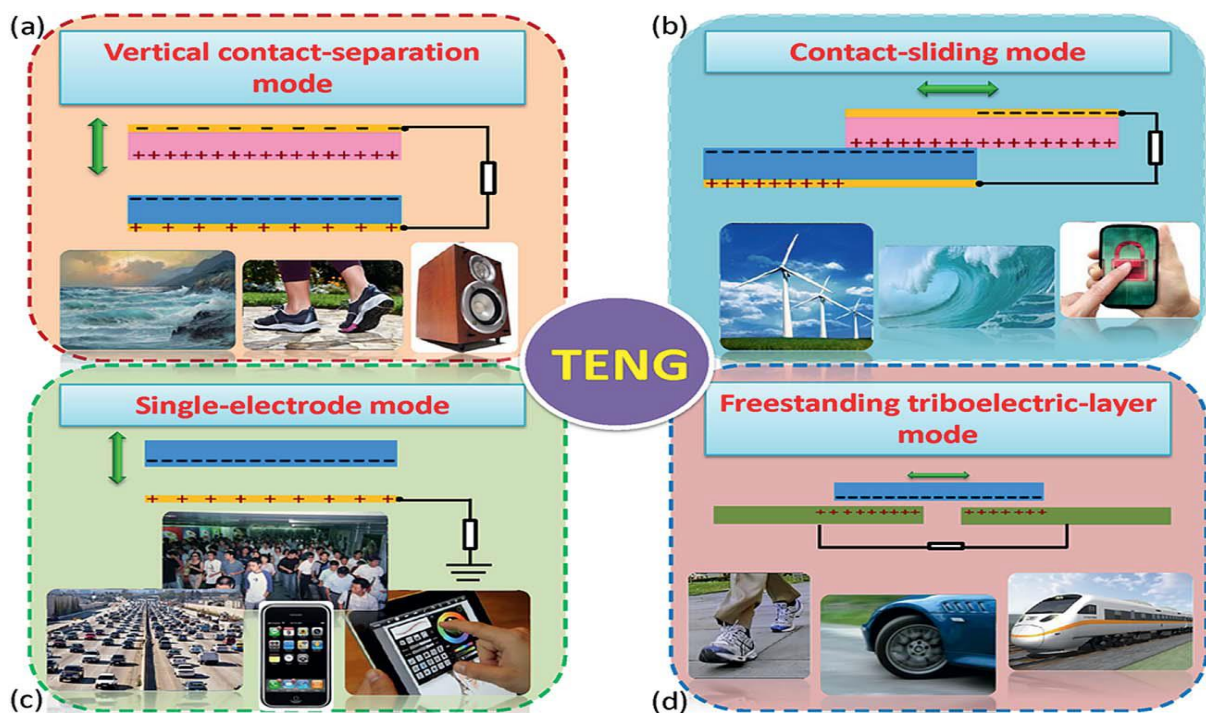 (a)
Vertical contact-separation
mode
(b)
Contact-sliding mode
TENG
Single-electrode mode
(c)
Freestanding triboelectric-layer
mode
(d)